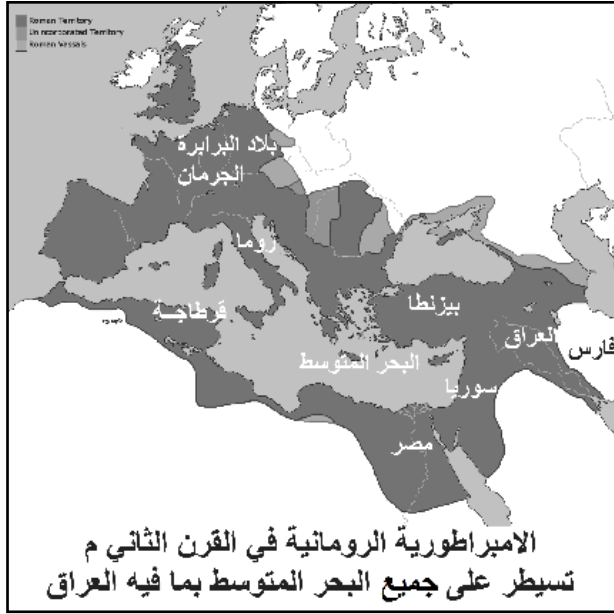 Roman Territory
Unincorporated Territory
Roman Vassals
بلاد البرابرة
الجرمان
روما
قرطاجة
بيزنطا
العراق
فارس
البحر المتوسط
سوريا
مصر
الامبراطورية الرومانية في القرن الثاني م
تسيطر على جميع البحر المتوسط بما فيه العراق